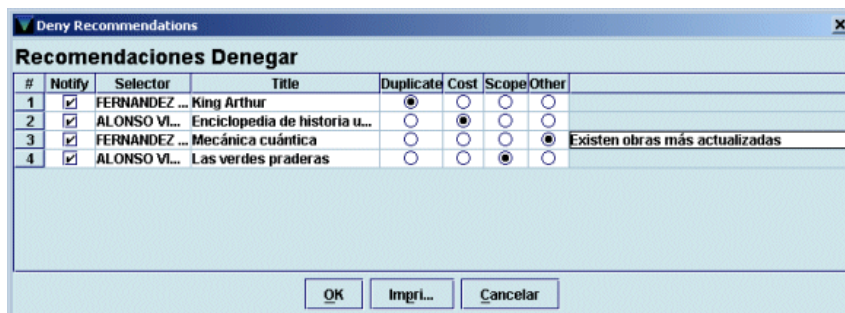 Deny Recommendations
Recomendaciones Denegar
# Notify Selector Title Duplicate Cost Scope Other
1 FERNANDEZ ... King Arthur
2 ALONSO VI... Enciclopedia de historia u...
3 FERNANDEZ ... Mecánica cuántica Existen obras más actualizadas
4 ALONSO VI... Las verdes praderas
OK Impri... Cancelar